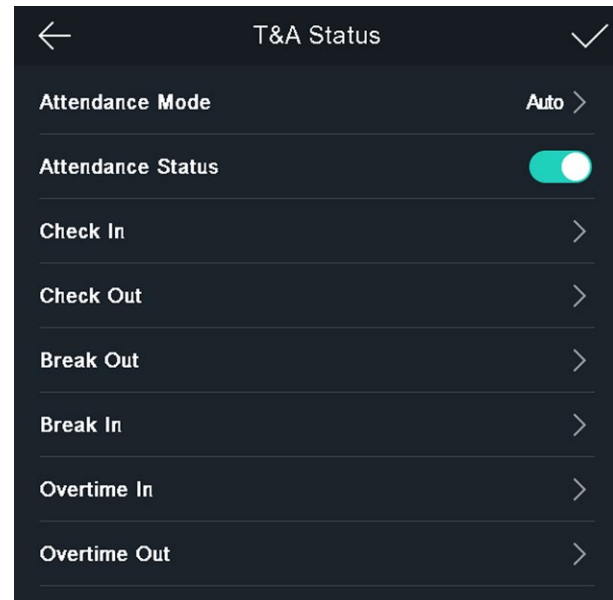 T&A Status
Attendance Mode Auto
Attendance Status
Check In
Check Out
Break Out
Break In
Overtime In
Overtime Out